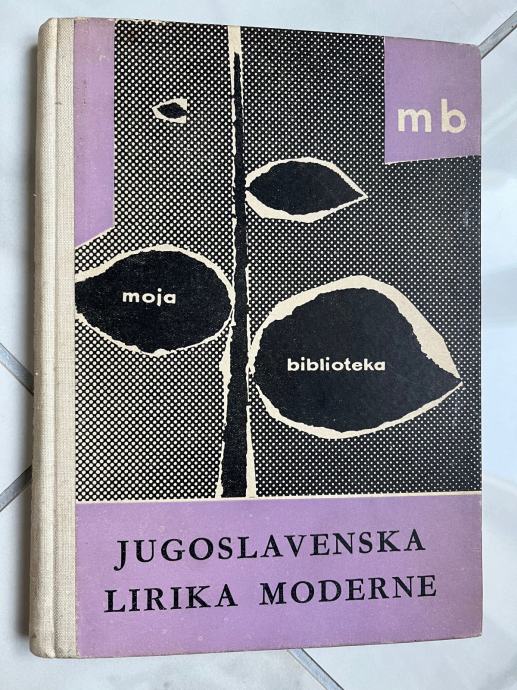 mb
moja
biblioteka
JUGOSLAVENSKA
LIRIKA MODERNE